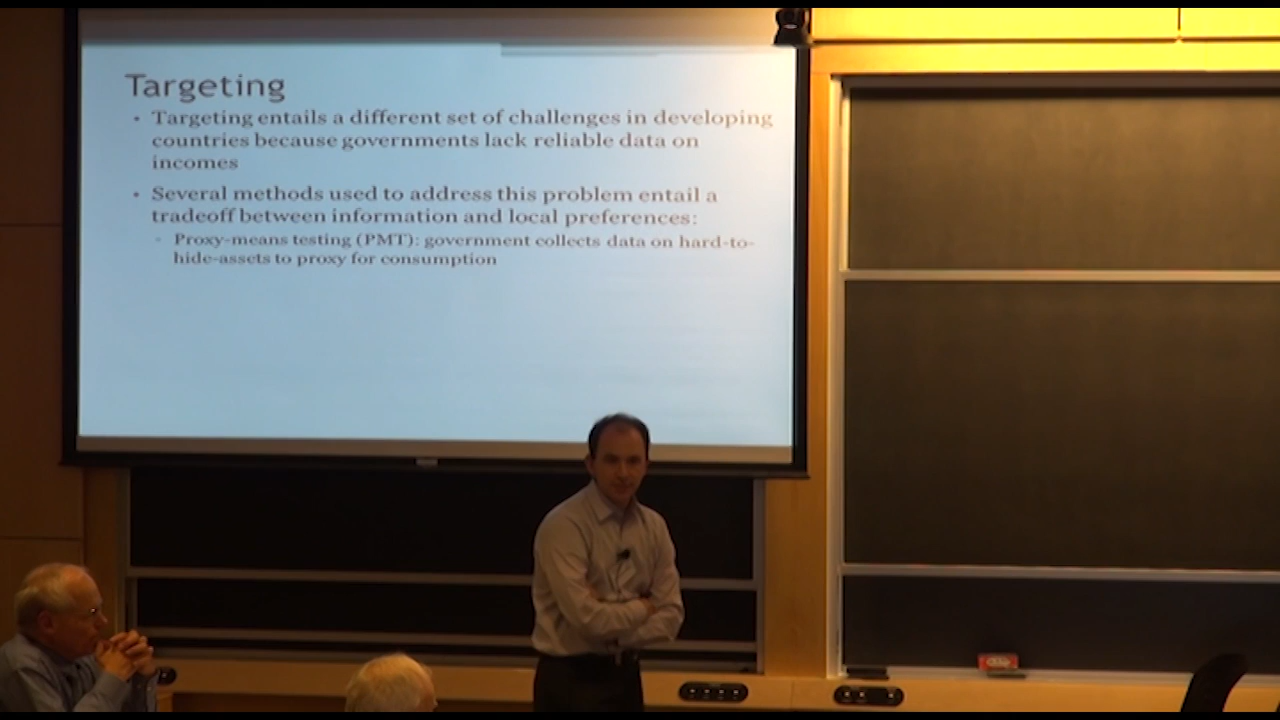 Targeting
• Targeting entails a different set of challenges in developing
countries because governments lack reliable data on
incomes
• Several methods used to address this problem entail a
tradeoff between information and local preferences:
◦ Proxy-means testing (PMT): government collects data on hard-to-
hide-assets to proxy for consumption